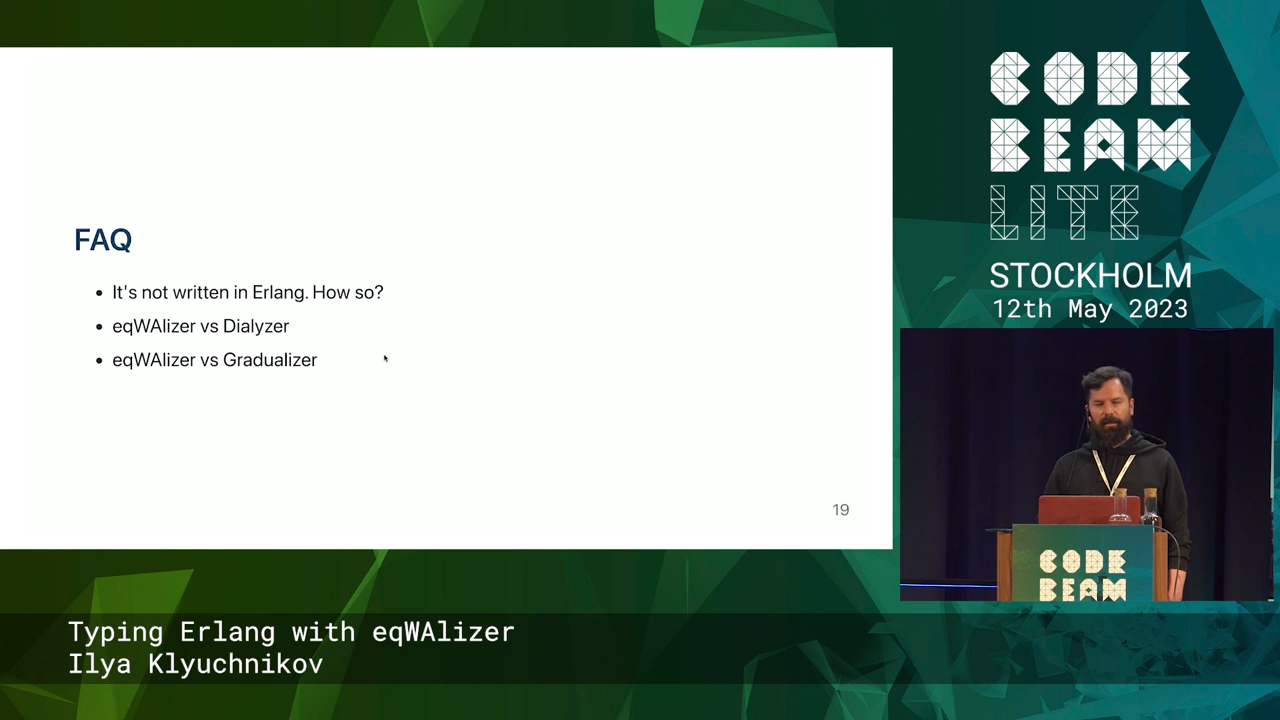 FAQ
It's not written in Erlang. How so?
eqWAlizer vs Dialyzer
eqWAlizer vs Gradualizer
19
CODE
BEAM
LITE
STOCKHOLM
12th May 2023
CODE
BEAM
Typing Erlang with eqWAlizer
Ilya Klyuchnikov